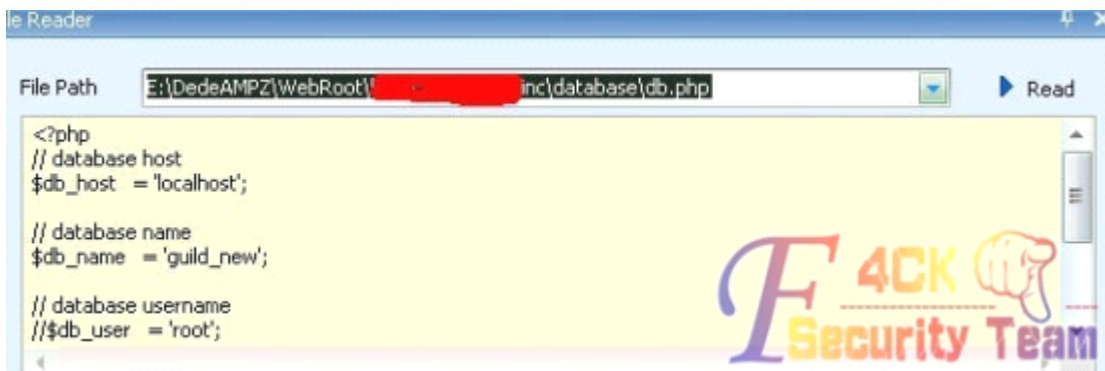 le Reader
File Path E:\DedeAMPZ\WebRoot\ inc\database\db.php Read
<?php
// database host
$db_host = 'localhost';
// database name
$db_name = 'guild_new';
// database username
//$db_user = 'root';
F4CK
Security Team